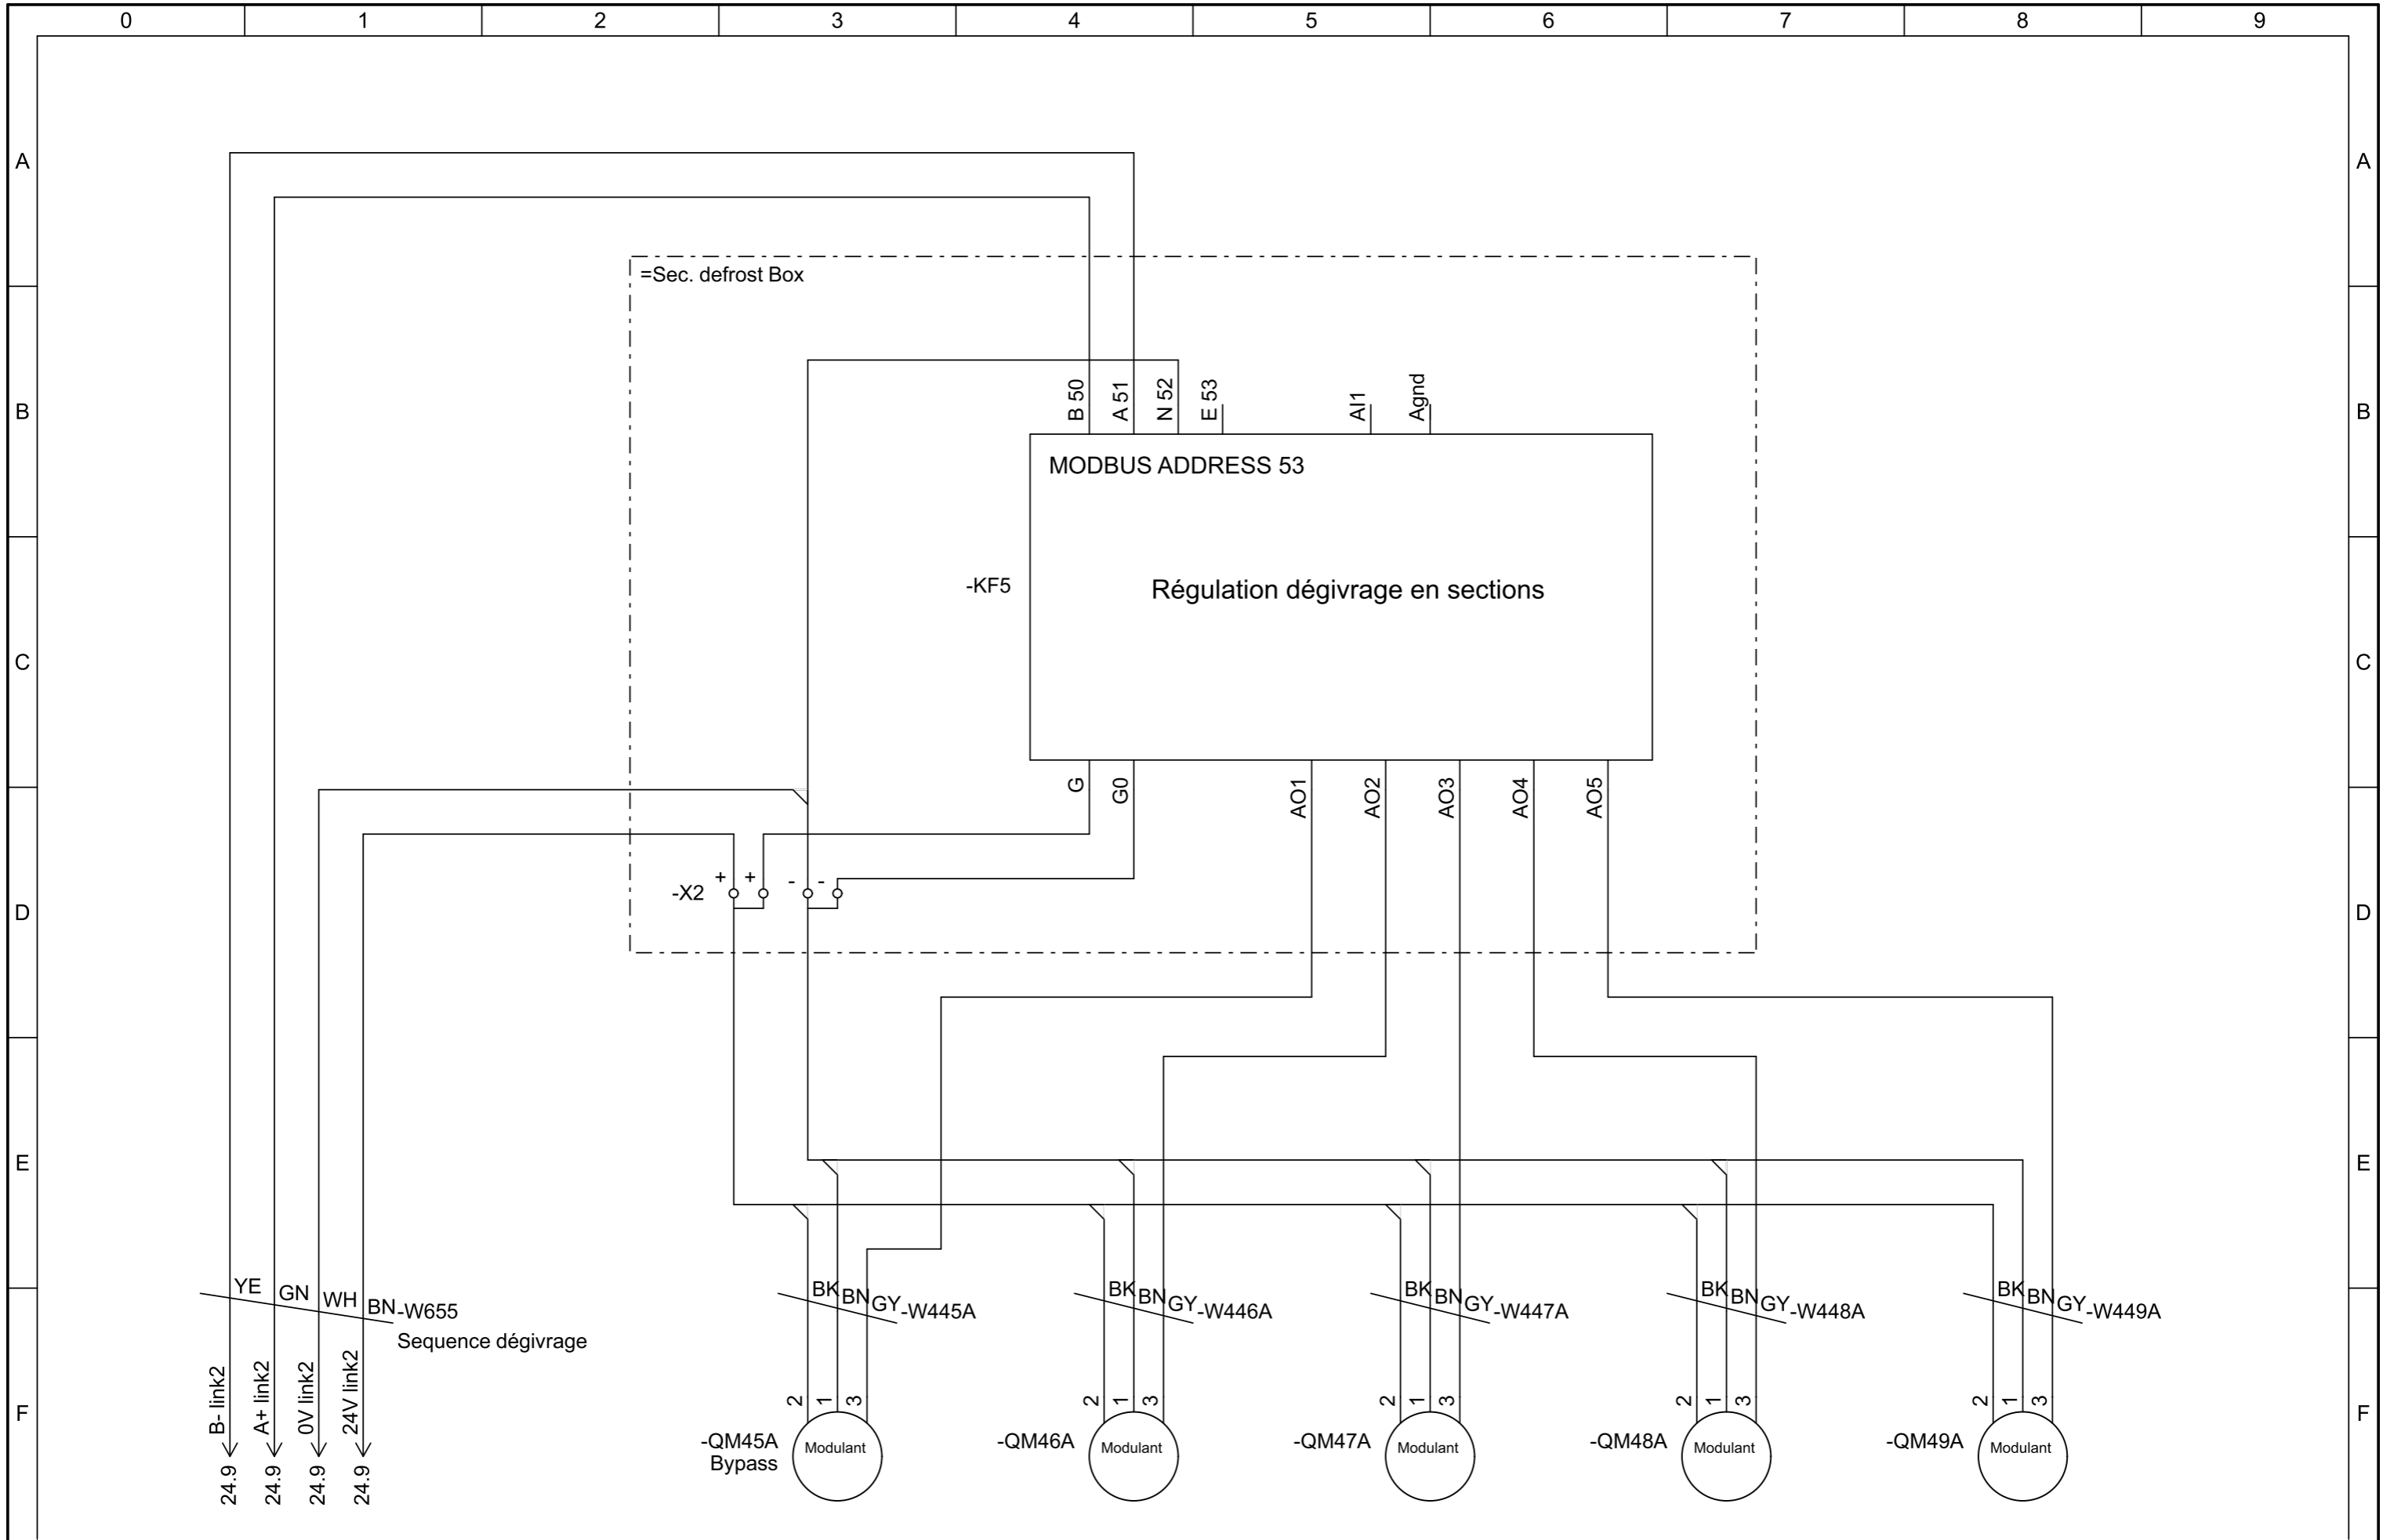 0 1 2 3 4 5 6 7 8 9
A A
=Sec. defrost Box
B 50 A 51 N 52 E 53 AI1 Agnd
B B
MODBUS ADDRESS 53
-KF5 Régulation dégivrage en sections
C C
G G0 AO1 AO2 AO3 AO4 AO5
-X2 + + - -
D D
E E
YE GN WH BN -W655
Sequence dégivrage
BK BN GY -W445A
BK BN GY -W446A
BK BN GY -W447A
BK BN GY -W448A
BK BN GY -W449A
B- link2 A+ link2 0V link2 24V link2
24.9 24.9 24.9 24.9
F F
2 1 3
-QM45A Modulant
Bypass
2 1 3
-QM46A Modulant
2 1 3
-QM47A Modulant
2 1 3
-QM48A Modulant
2 1 3
-QM49A Modulant